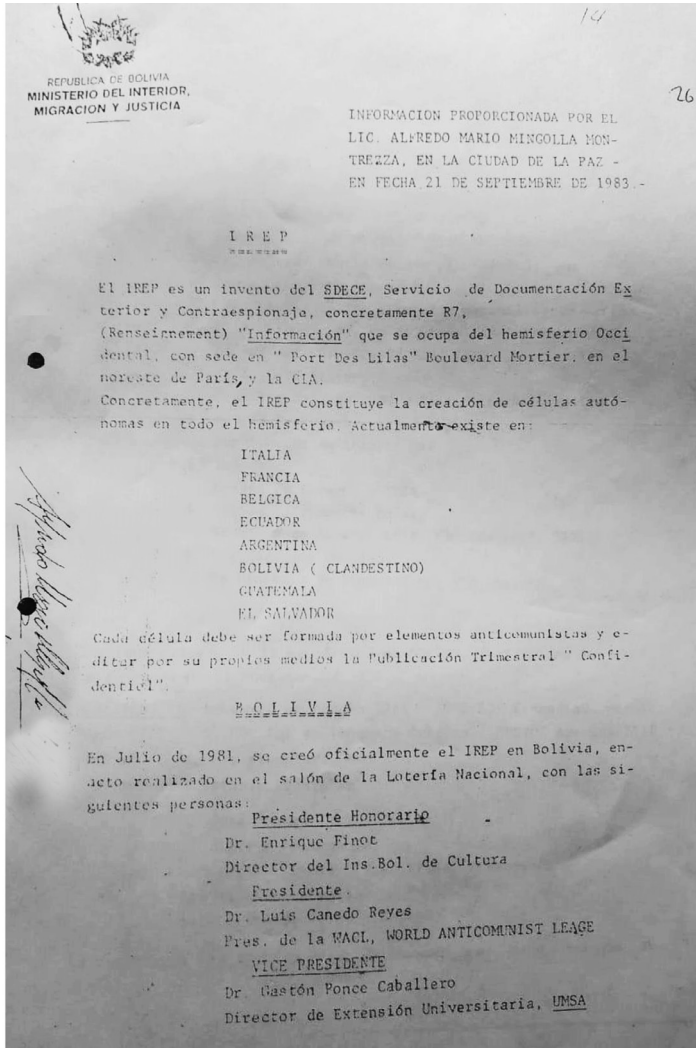 14
26
REPUBLICA DE BOLIVIA
MINISTERIO DEL INTERIOR,
MIGRACION Y JUSTICIA
INFORMACION PROPORCIONADA POR EL
LIC. ALFREDO MARIO MINGOLLA MON-
TREZZA, EN LA CIUDAD DE LA PAZ -
EN FECHA 21 DE SEPTIEMBRE DE 1983.-
I R E P
El IREP es un invento del SDECE, Servicio de Documentación Ex
terior y Contraespionaje, concretamente R7,
(Renseinnement) "Información" que se ocupa del hemisferio Occi
dental, con sede en " Port Des Lilas" Boulevard Mortier, en el
noreste de París, y la CIA.
Concretamente, el IREP constituye la creación de células autó-
nomas en todo el hemisferio. Actualmente existe en:
ITALIA
FRANCIA
BELGICA
ECUADOR
ARGENTINA
BOLIVIA ( CLANDESTINO)
GUATEMALA
EL SALVADOR
Cada célula debe ser formada por elementos anticomunistas y e-
ditar por su propios medios la Publicación Trimestral " Confi-
dentiel".
B O L I V I A
En Julio de 1981, se creó oficialmente el IREP en Bolivia, en-
acto realizado en el salón de la Lotería Nacional, con las si-
guientes personas:
Presidente Honorario
Dr. Enrique Finot
Director del Ins.Bol. de Cultura
Presidente.
Dr. Luis Canedo Reyes
Pres. de la WACL, WORLD ANTICOMUNIST LEAGE
VICE PRESIDENTE
Dr. Gastón Ponce Caballero
Director de Extensión Universitaria, UMSA